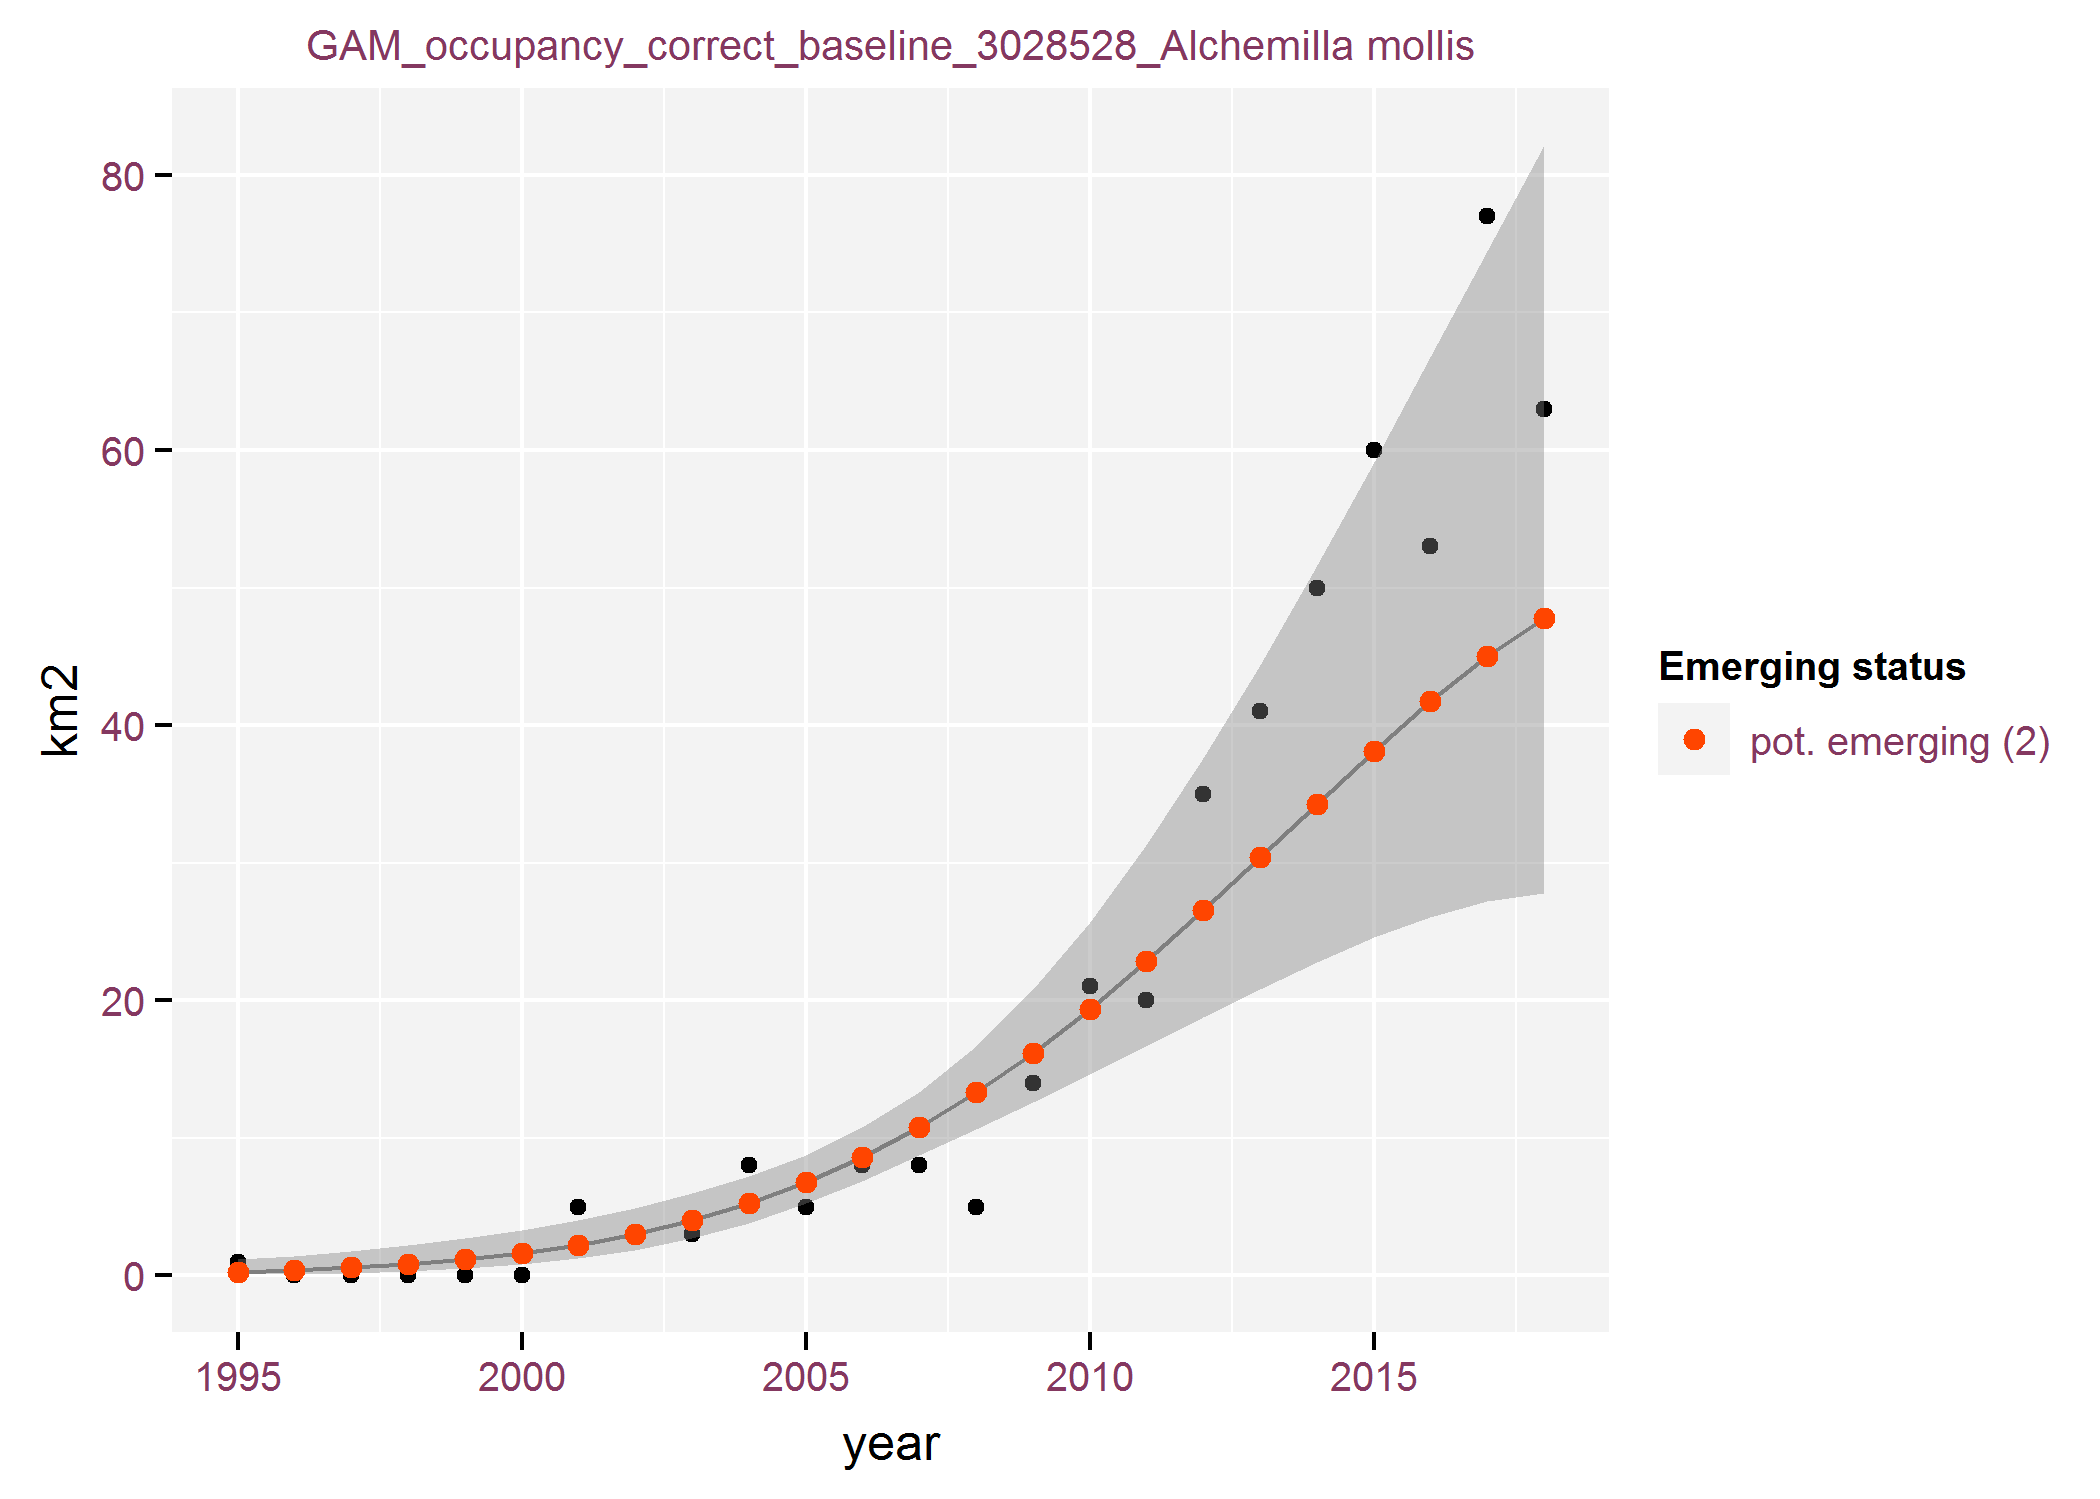 GAM_occupancy_correct_baseline_3028528_Alchemilla mollis
80
60
40
20
0
km2
1995 2000 2005 2010 2015
year
Emerging status
pot. emerging (2)